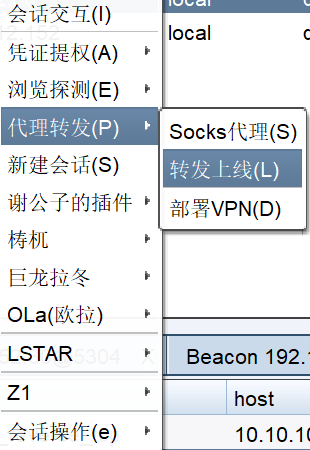 会话交互(I)
凭证提权(A)
浏览探测(E)
代理转发(P)
新建会话(S)
谢公子的插件
梼杌
巨龙拉冬
OLa(欧拉)
LSTAR
Z1
会话操作(e)
Socks代理(S)
转发上线(L)
部署VPN(D)
local
local
5304
Beacon 192.1
host
10.10.10